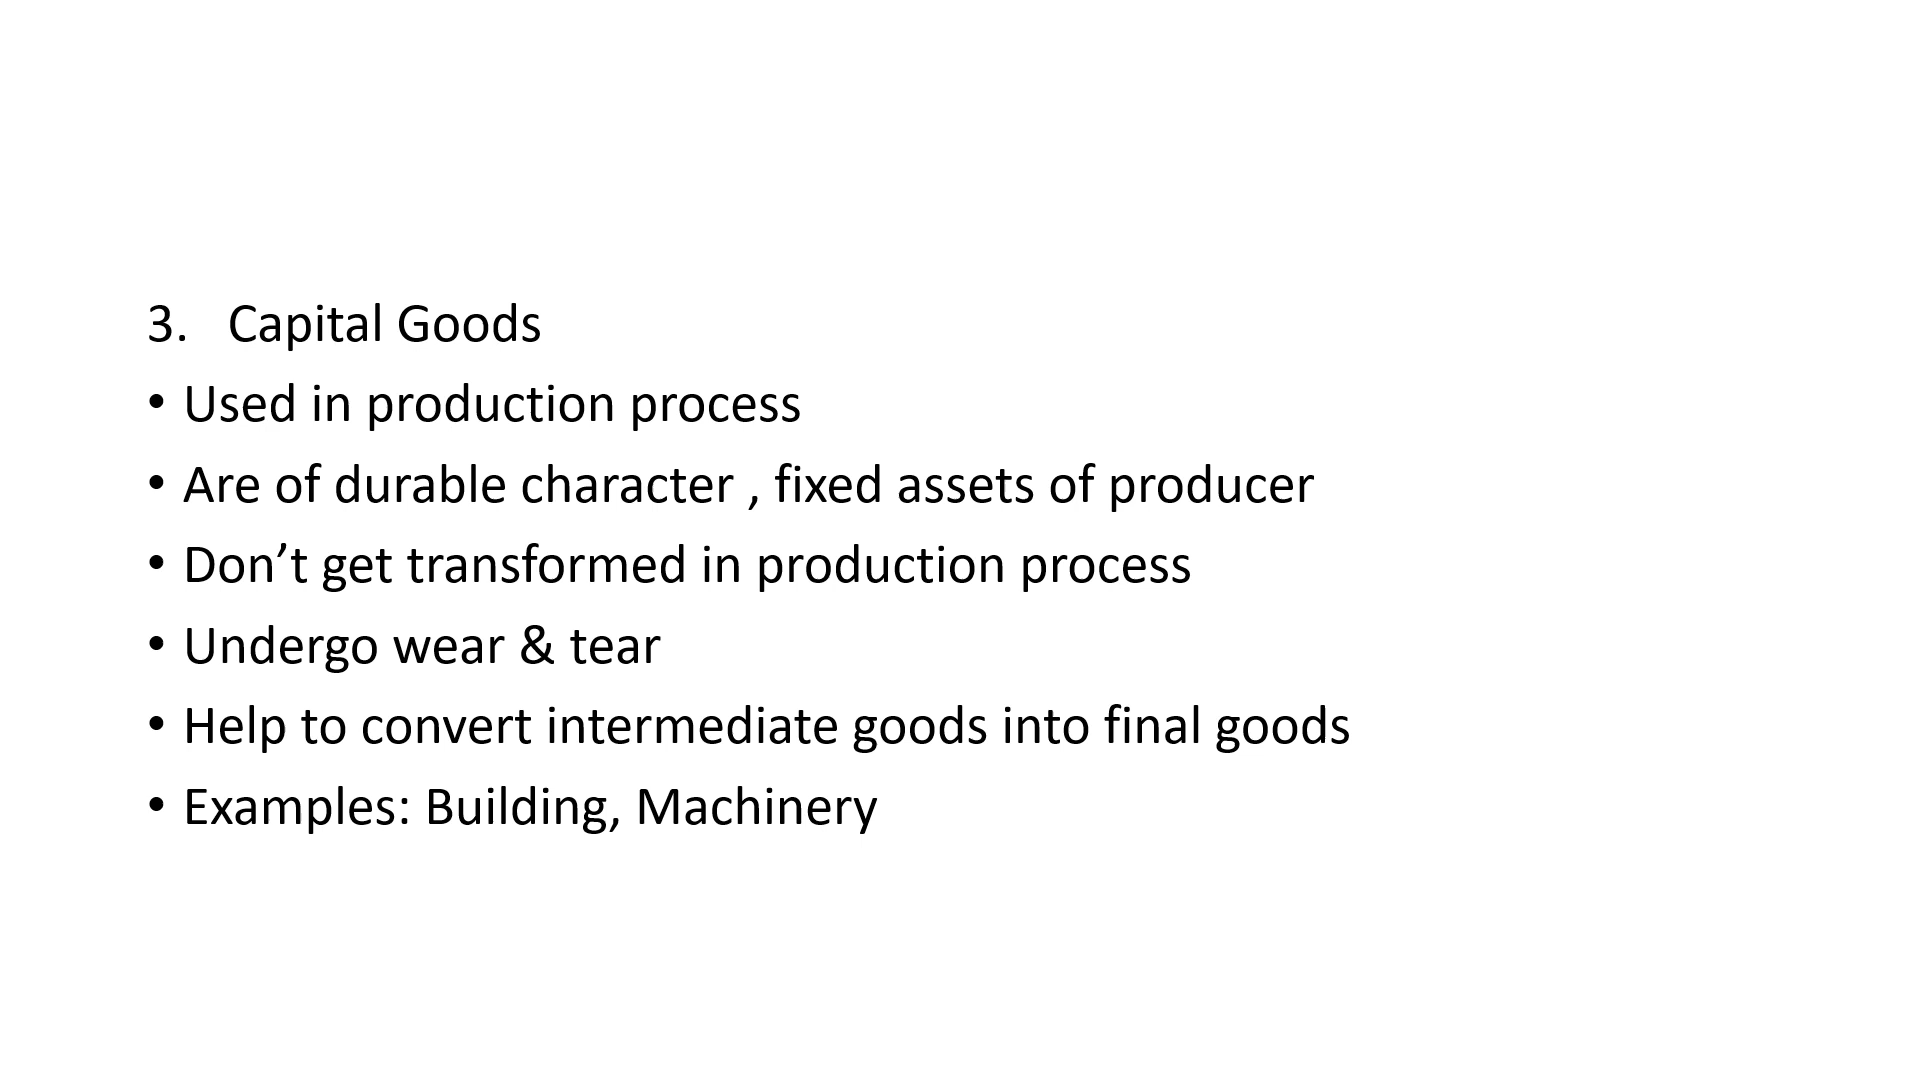 3. Capital Goods
• Used in production process
• Are of durable character , fixed assets of producer
• Don’t get transformed in production process
• Undergo wear & tear
• Help to convert intermediate goods into final goods
• Examples: Building, Machinery